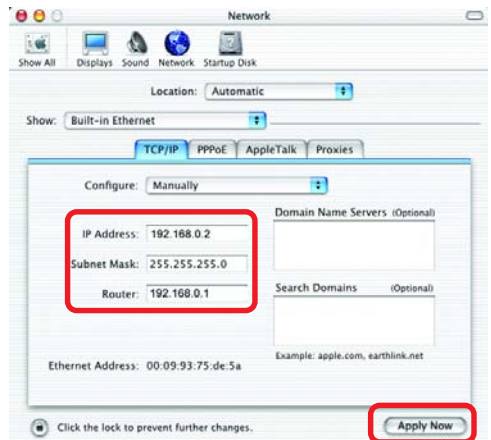 Network
Show All Displays Sound Network Startup Disk
Location: Automatic
Show: Built-in Ethernet
TCP/IP PPPoE AppleTalk Proxies
Configure: Manually
Domain Name Servers (Optional)
IP Address: 192.168.0.2
Subnet Mask: 255.255.255.0
Router: 192.168.0.1
Search Domains (Optional)
Example: apple.com, earthlink.net
Ethernet Address: 00:09:93:75:de:5a
Click the lock to prevent further changes.
Apply Now